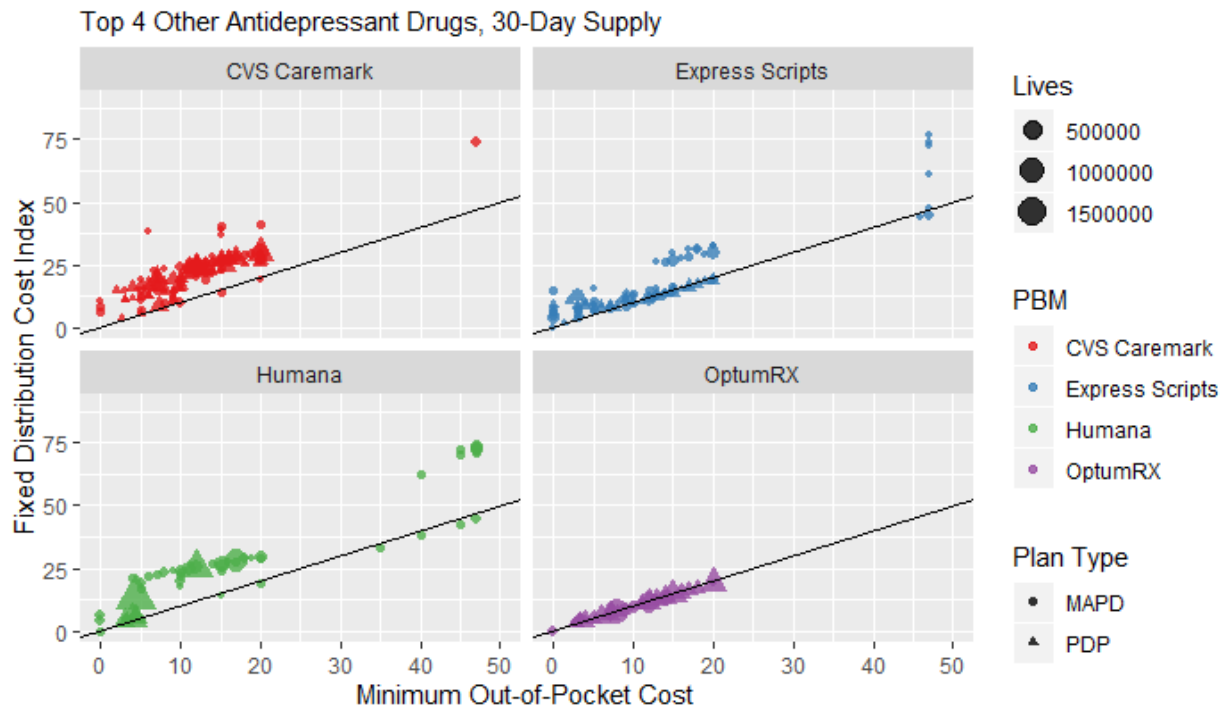 Top 4 Other Antidepressant Drugs, 30-Day Supply
CVS Caremark
Express Scripts
75
50
25
0
Humana
OptumRX
75
50
25
0
0 10 20 30 40 50
0 10 20 30 40 50
Fixed Distribution Cost Index
Minimum Out-of-Pocket Cost
Lives
500000
1000000
1500000
PBM
CVS Caremark
Express Scripts
Humana
OptumRX
Plan Type
MAPD
PDP